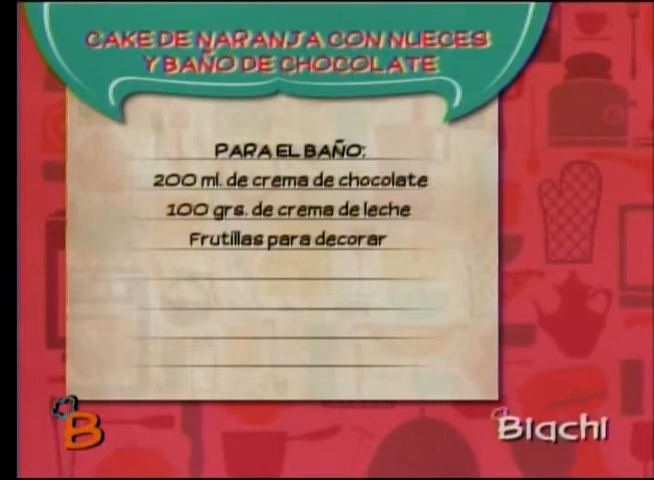 CAKE DE NARANJA CON NUECES
Y BAÑO DE CHOCOLATE
PARA EL BAÑO:
200 ml. de crema de chocolate
100 grs. de crema de leche
Frutillas para decorar
B
Biachi